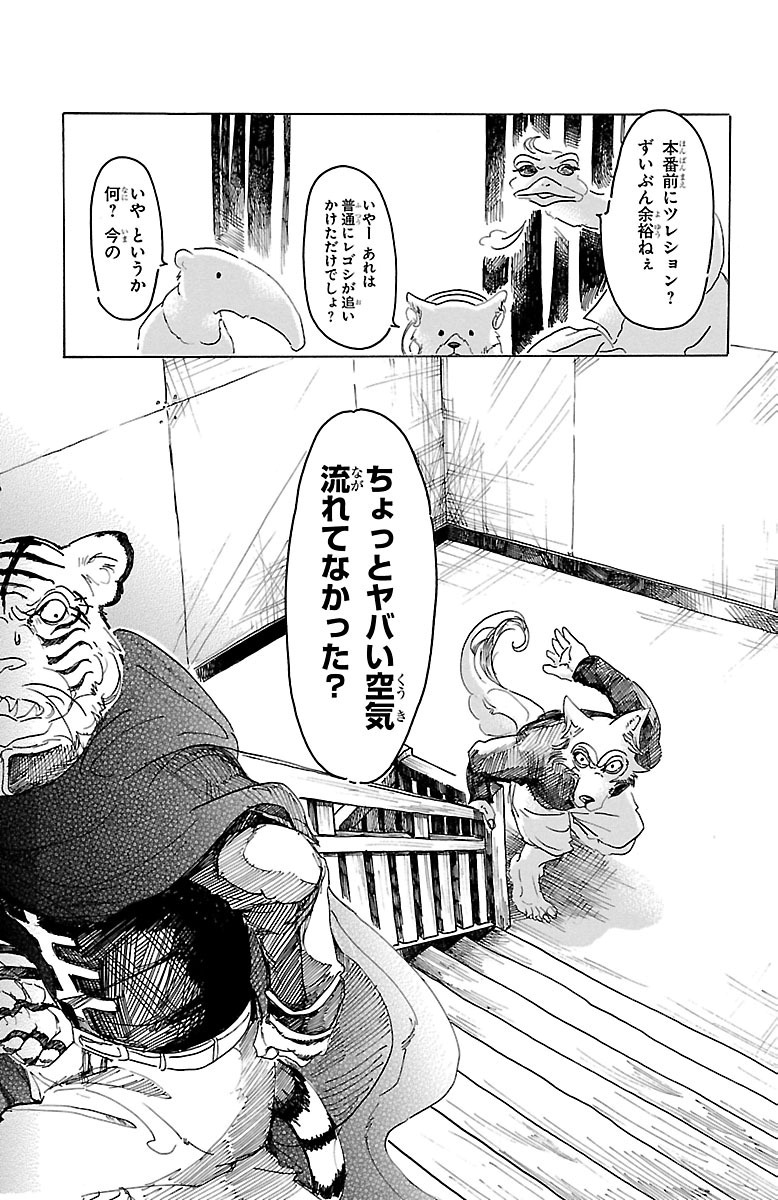 本番前にツレション?
ずいぶん余裕ねぇ
いやー あれは
普通にレゴシが追い
かけただけでしょ?
いや というか
何? 今の
ちょっとヤバい空気
流れてなかった?